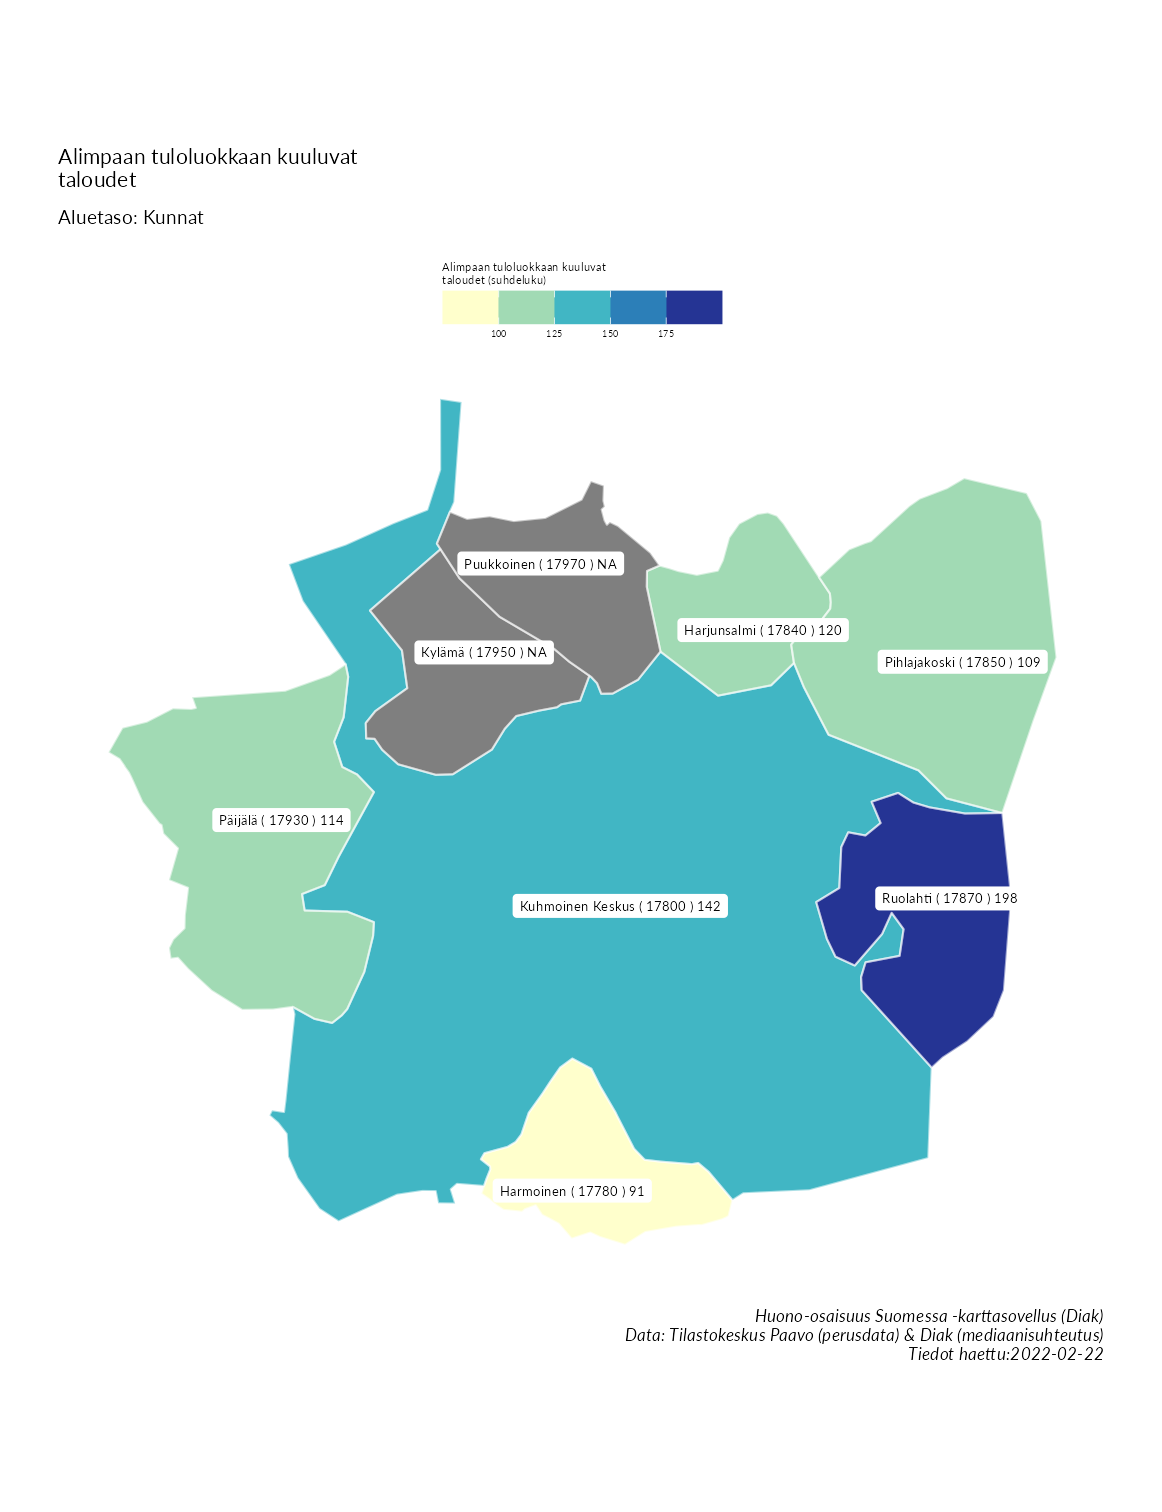 Alimpaan tuloluokkaan kuuluvat
taloudet
Aluetaso: Kunnat
Alimpaan tuloluokkaan kuuluvat
taloudet (suhdeluku)
100 125 150 175
Puukkoinen ( 17970 ) NA
Harjunsalmi ( 17840 ) 120
Kylämä ( 17950 ) NA
Pihlajakoski ( 17850 ) 109
Päijälä ( 17930 ) 114
Ruolahti ( 17870 ) 198
Kuhmoinen Keskus ( 17800 ) 142
Harmoinen ( 17780 ) 91
Huono-osaisuus Suomessa -karttasovellus (Diak)
Data: Tilastokeskus Paavo (perusdata) & Diak (mediaanisuhteutus)
Tiedot haettu:2022-02-22